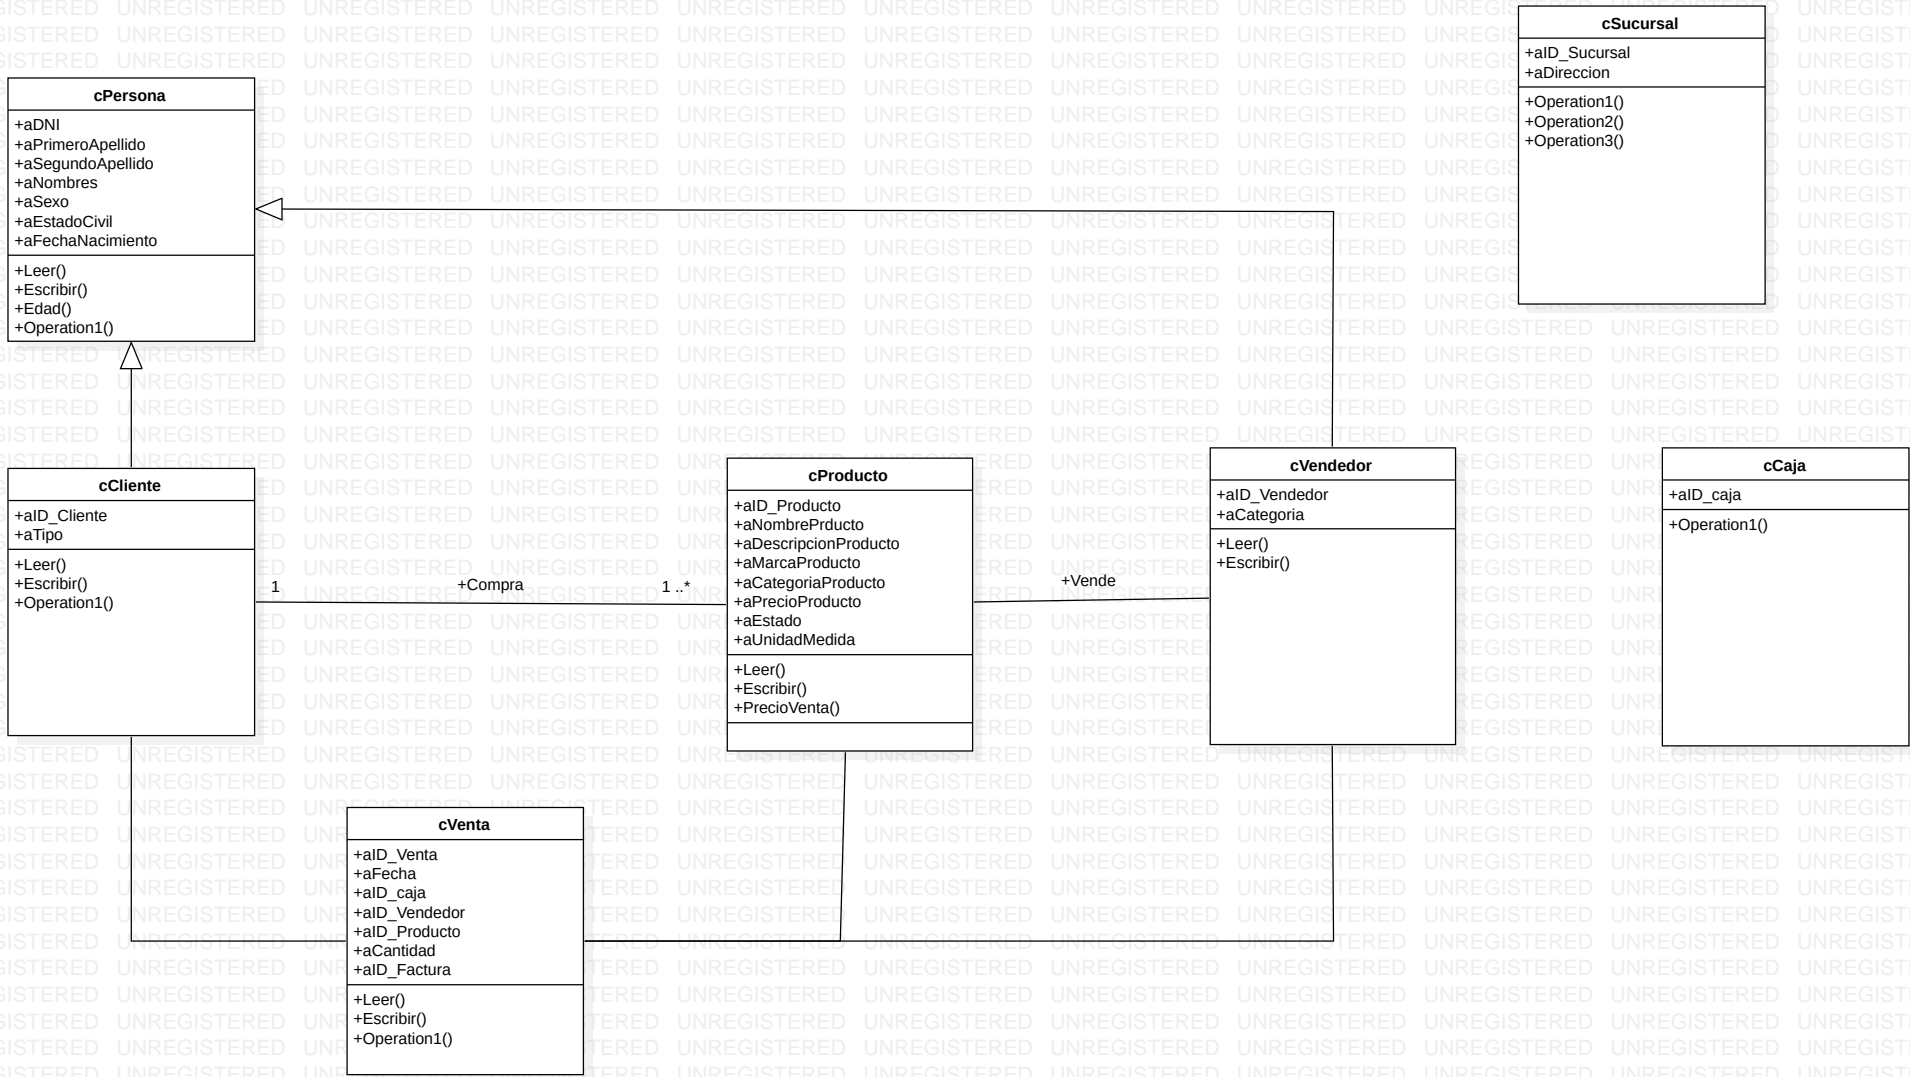 cSucursal
+aID_Sucursal
+aDireccion
+Operation1()
+Operation2()
+Operation3()
cPersona
+aDNI
+aPrimeroApellido
+aSegundoApellido
+aNombres
+aSexo
+aEstadoCivil
+aFechaNacimiento
+Leer()
+Escribir()
+Edad()
+Operation1()
cCliente
+aID_Cliente
+aTipo
+Leer()
+Escribir()
+Operation1()
1
+Compra
1 ..*
cProducto
+aID_Producto
+aNombrePrducto
+aDescripcionProducto
+aMarcaProducto
+aCategoriaProducto
+aPrecioProducto
+aEstado
+aUnidadMedida
+Leer()
+Escribir()
+PrecioVenta()
+Vende
cVendedor
+aID_Vendedor
+aCategoria
+Leer()
+Escribir()
cCaja
+aID_caja
+Operation1()
cVenta
+aID_Venta
+aFecha
+aID_caja
+aID_Vendedor
+aID_Producto
+aCantidad
+aID_Factura
+Leer()
+Escribir()
+Operation1()
UNREGISTERED